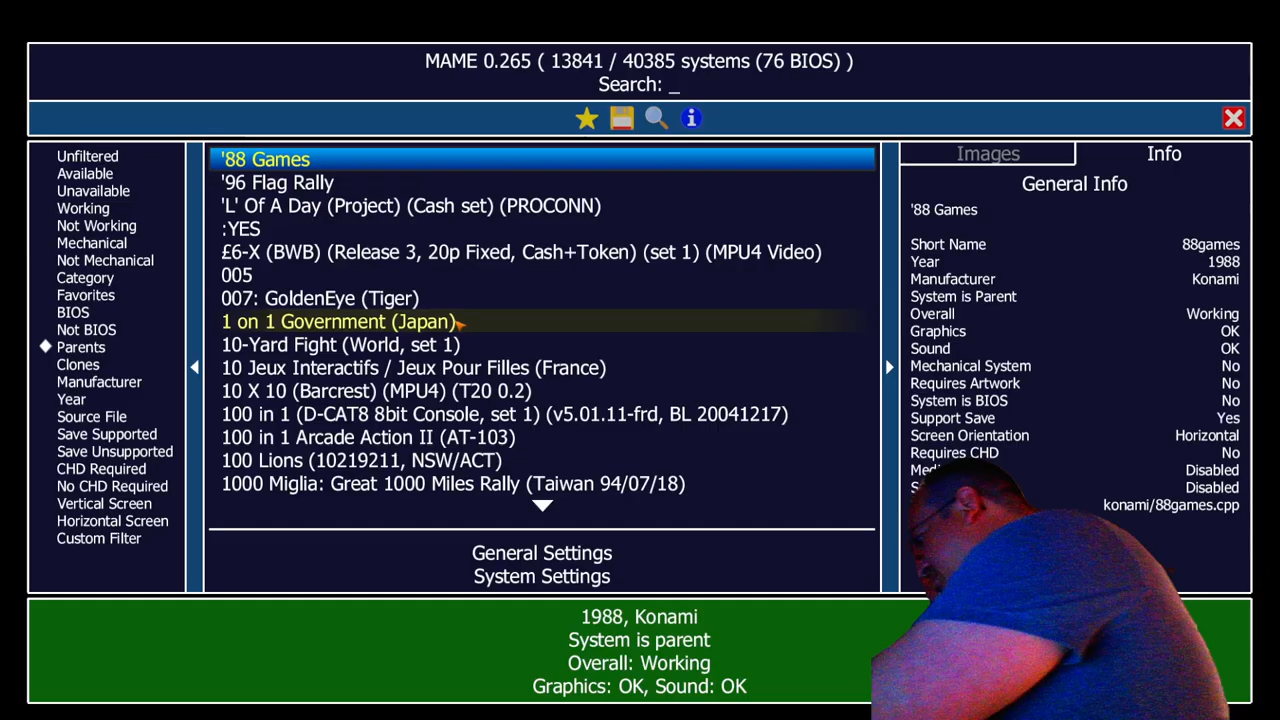 MAME 0.265 ( 13841 / 40385 systems (76 BIOS) )
Search: _
Unfiltered
Available
Unavailable
Working
Not Working
Mechanical
Not Mechanical
Category
Favorites
BIOS
Not BIOS
Parents
Clones
Manufacturer
Year
Source File
Save Supported
Save Unsupported
CHD Required
No CHD Required
Vertical Screen
Horizontal Screen
Custom Filter
'88 Games
'96 Flag Rally
'L' Of A Day (Project) (Cash set) (PROCONN)
:YES
£6-X (BWB) (Release 3, 20p Fixed, Cash+Token) (set 1) (MPU4 Video)
005
007: GoldenEye (Tiger)
1 on 1 Government (Japan)
10-Yard Fight (World, set 1)
10 Jeux Interactifs / Jeux Pour Filles (France)
10 X 10 (Barcrest) (MPU4) (T20 0.2)
100 in 1 (D-CAT8 8bit Console, set 1) (v5.01.11-frd, BL 20041217)
100 in 1 Arcade Action II (AT-103)
100 Lions (10219211, NSW/ACT)
1000 Miglia: Great 1000 Miles Rally (Taiwan 94/07/18)
General Settings
System Settings
Images Info
General Info
'88 Games
Short Name 88games
Year 1988
Manufacturer Konami
System is Parent
Overall Working
Graphics OK
Sound OK
Mechanical System No
Requires Artwork No
System is BIOS No
Support Save Yes
Screen Orientation Horizontal
Requires CHD No
Disabled
Disabled
konami/88games.cpp
1988, Konami
System is parent
Overall: Working
Graphics: OK, Sound: OK